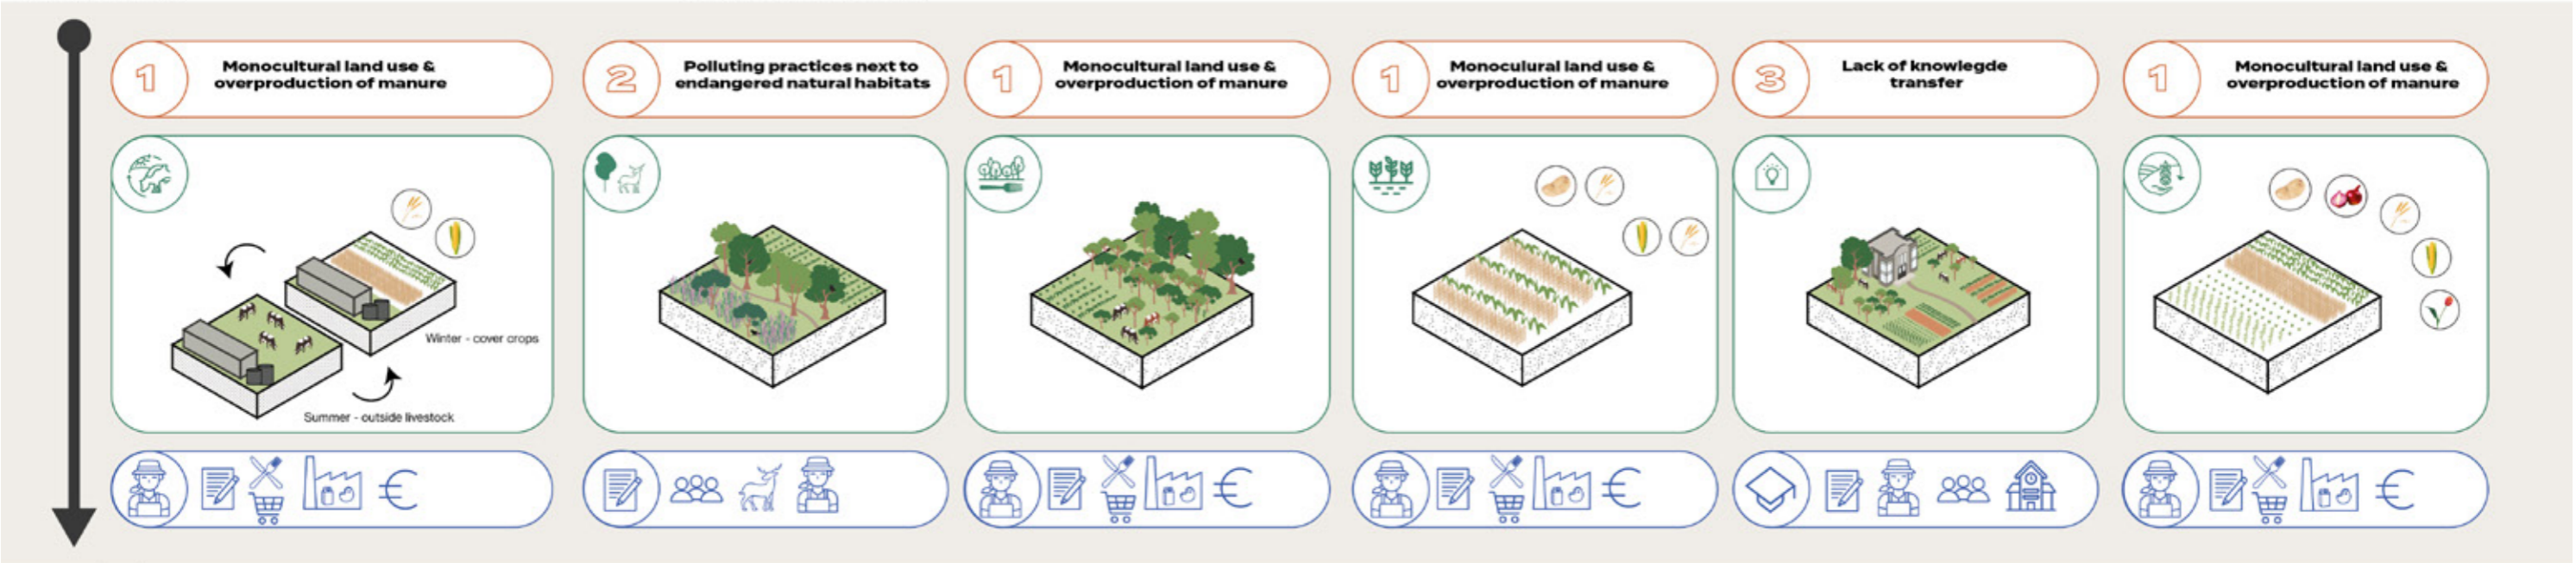 1
Monocultural land use &
overproduction of manure
2
Polluting practices next to
endangered natural habitats
1
Monocultural land use &
overproduction of manure
1
Monoculural land use &
overproduction of manure
3
Lack of knowlegde
transfer
1
Monocultural land use &
overproduction of manure
Winter - cover crops
Summer - outside livestock
€
€
€
€